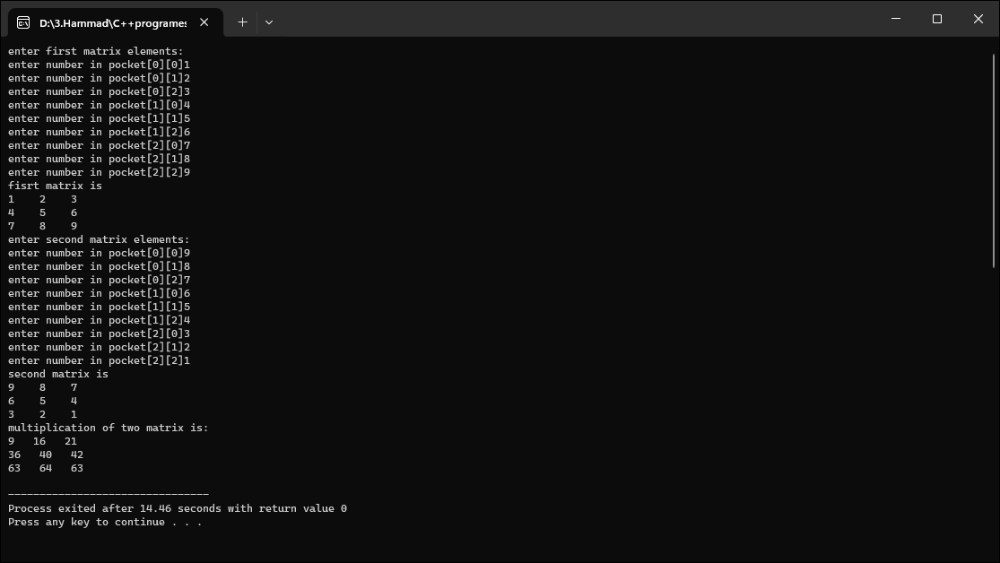 D:\3.Hammad\C++programes
enter first matrix elements:
enter number in pocket[0][0]1
enter number in pocket[0][1]2
enter number in pocket[0][2]3
enter number in pocket[1][0]4
enter number in pocket[1][1]5
enter number in pocket[1][2]6
enter number in pocket[2][0]7
enter number in pocket[2][1]8
enter number in pocket[2][2]9
fisrt matrix is
1    2    3
4    5    6
7    8    9
enter second matrix elements:
enter number in pocket[0][0]9
enter number in pocket[0][1]8
enter number in pocket[0][2]7
enter number in pocket[1][0]6
enter number in pocket[1][1]5
enter number in pocket[1][2]4
enter number in pocket[2][0]3
enter number in pocket[2][1]2
enter number in pocket[2][2]1
second matrix is
9    8    7
6    5    4
3    2    1
multiplication of two matrix is:
9   16   21
36   40   42
63   64   63
--------------------------------
Process exited after 14.46 seconds with return value 0
Press any key to continue . . .